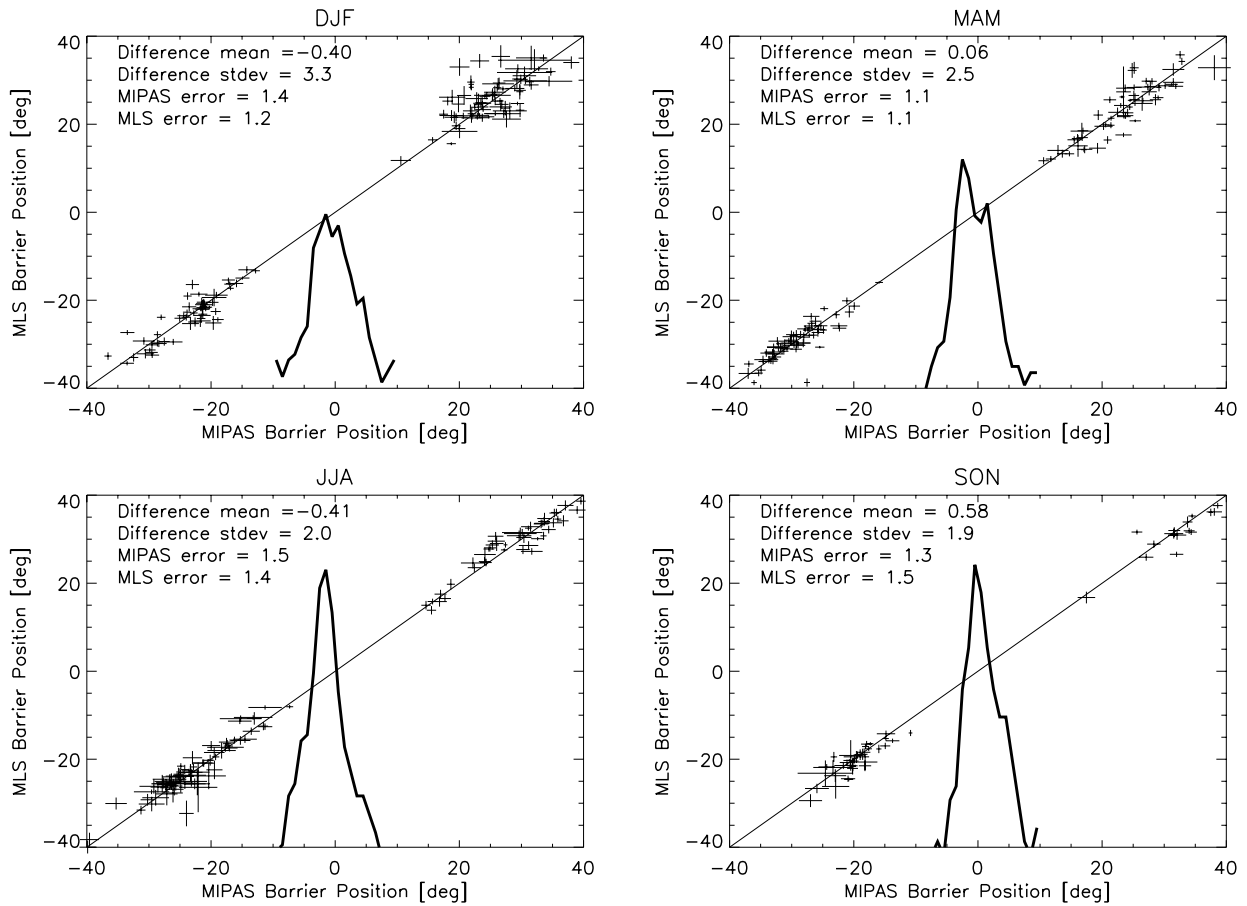 DJF
Difference mean =−0.40
Difference stdev = 3.3
MIPAS error = 1.4
MLS error = 1.2
40
20
0
−20
−40
MLS Barrier Position [deg]
−40 −20 0 20 40
MIPAS Barrier Position [deg]
MAM
Difference mean = 0.06
Difference stdev = 2.5
MIPAS error = 1.1
MLS error = 1.1
40
20
0
−20
−40
MLS Barrier Position [deg]
−40 −20 0 20 40
MIPAS Barrier Position [deg]
JJA
Difference mean =−0.41
Difference stdev = 2.0
MIPAS error = 1.5
MLS error = 1.4
40
20
0
−20
−40
MLS Barrier Position [deg]
−40 −20 0 20 40
MIPAS Barrier Position [deg]
SON
Difference mean = 0.58
Difference stdev = 1.9
MIPAS error = 1.3
MLS error = 1.5
40
20
0
−20
−40
MLS Barrier Position [deg]
−40 −20 0 20 40
MIPAS Barrier Position [deg]